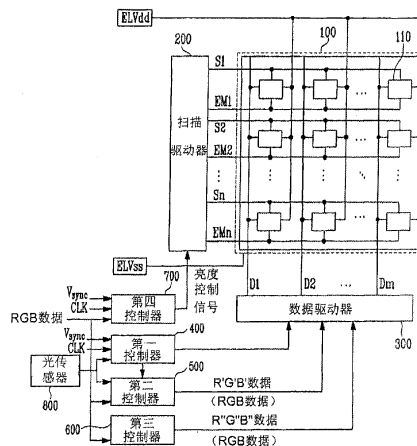 ELVdd
200
100
110
S1
EM1
S2
EM2
扫描
驱动器
Sn
EMn
ELVss
700
亮度
控制
信号
D1 D2 … Dm
Vsync
CLK
RGB数据
第四
控制器
数据驱动器
300
400
Vsync
CLK
第一
控制器
500
光传
感器
800
第二
控制器
R'G'B'数据
(RGB数据)
600
第三
控制器
R"G"B"数据
(RGB数据)